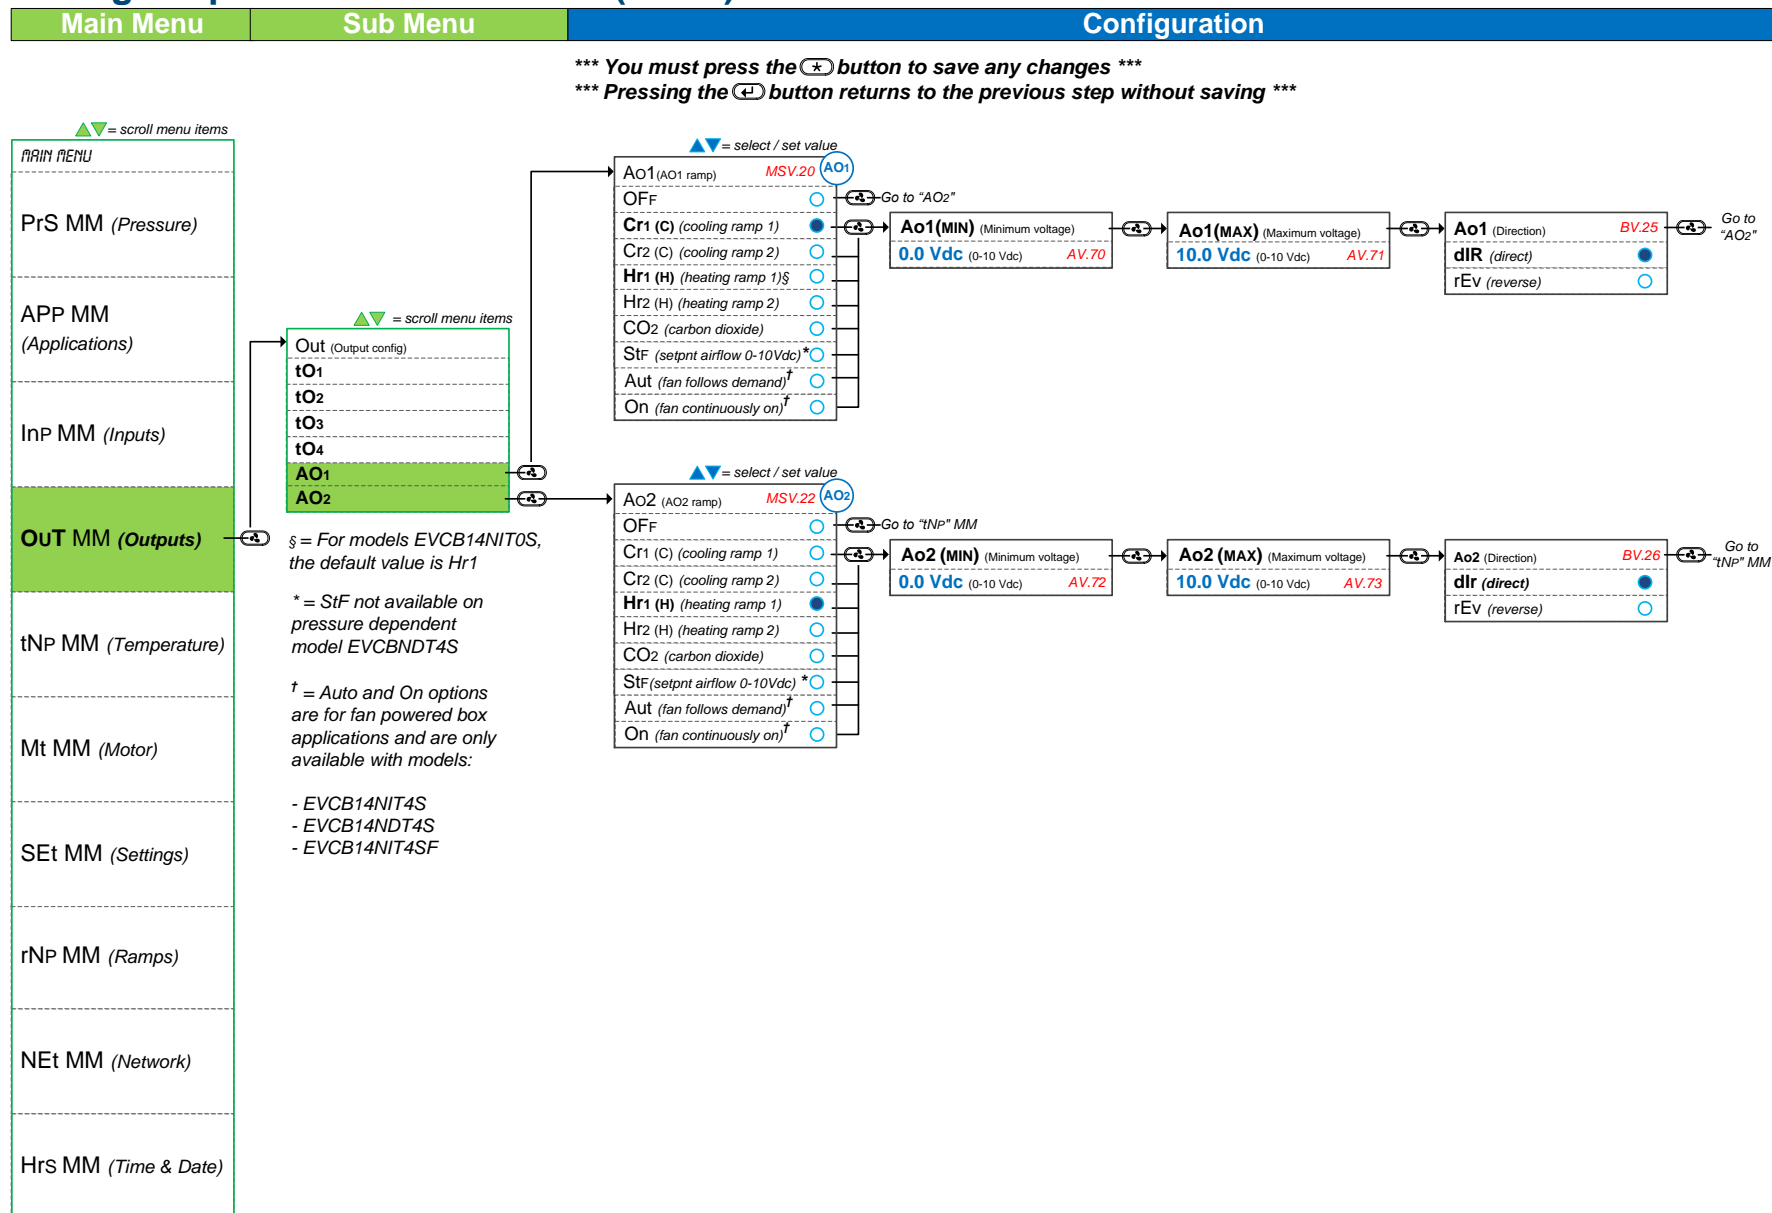 Main Menu
Sub Menu
Configuration
*** You must press the * button to save any changes ***
*** Pressing the ↵ button returns to the previous step without saving ***
= scroll menu items
MAIN MENU
PrS MM (Pressure)
APP MM
(Applications)
InP MM (Inputs)
OUT MM (Outputs)
tNP MM (Temperature)
Mt MM (Motor)
SEt MM (Settings)
rNP MM (Ramps)
NEt MM (Network)
HrS MM (Time & Date)
= scroll menu items
Out (Output config)
tO1
tO2
tO3
tO4
AO1
AO2
§ = For models EVCB14NIT0S,
the default value is Hr1
* = StF not available on
pressure dependent
model EVCBNDT4S
† = Auto and On options
are for fan powered box
applications and are only
available with models:
- EVCB14NIT4S
- EVCB14NDT4S
- EVCB14NIT4SF
= select / set value
AO1 (AO1 ramp) MSV.20 AO1
OFF Go to "AO2"
Cr1 (C) (cooling ramp 1)
Cr2 (C) (cooling ramp 2)
Hr1 (H) (heating ramp 1)§
Hr2 (H) (heating ramp 2)
CO2 (carbon dioxide)
StF (setpnt airflow 0-10Vdc)*
Aut (fan follows demand)†
On (fan continuously on)†
Ao1(MIN) (Minimum voltage)
0.0 Vdc (0-10 Vdc) AV.70
Ao1(MAX) (Maximum voltage)
10.0 Vdc (0-10 Vdc) AV.71
Ao1 (Direction) BV.25
dIR (direct)
rEv (reverse)
Go to
"AO2"
= select / set value
AO2 (AO2 ramp) MSV.22 AO2
OFF Go to "tNP" MM
Cr1 (C) (cooling ramp 1)
Cr2 (C) (cooling ramp 2)
Hr1 (H) (heating ramp 1)
Hr2 (H) (heating ramp 2)
CO2 (carbon dioxide)
StF(setpnt airflow 0-10Vdc) *
Aut (fan follows demand)†
On (fan continuously on)†
Ao2 (MIN) (Minimum voltage)
0.0 Vdc (0-10 Vdc) AV.72
Ao2 (MAX) (Maximum voltage)
10.0 Vdc (0-10 Vdc) AV.73
Ao2 (Direction) BV.26
dIr (direct)
rEv (reverse)
Go to
"tNP" MM